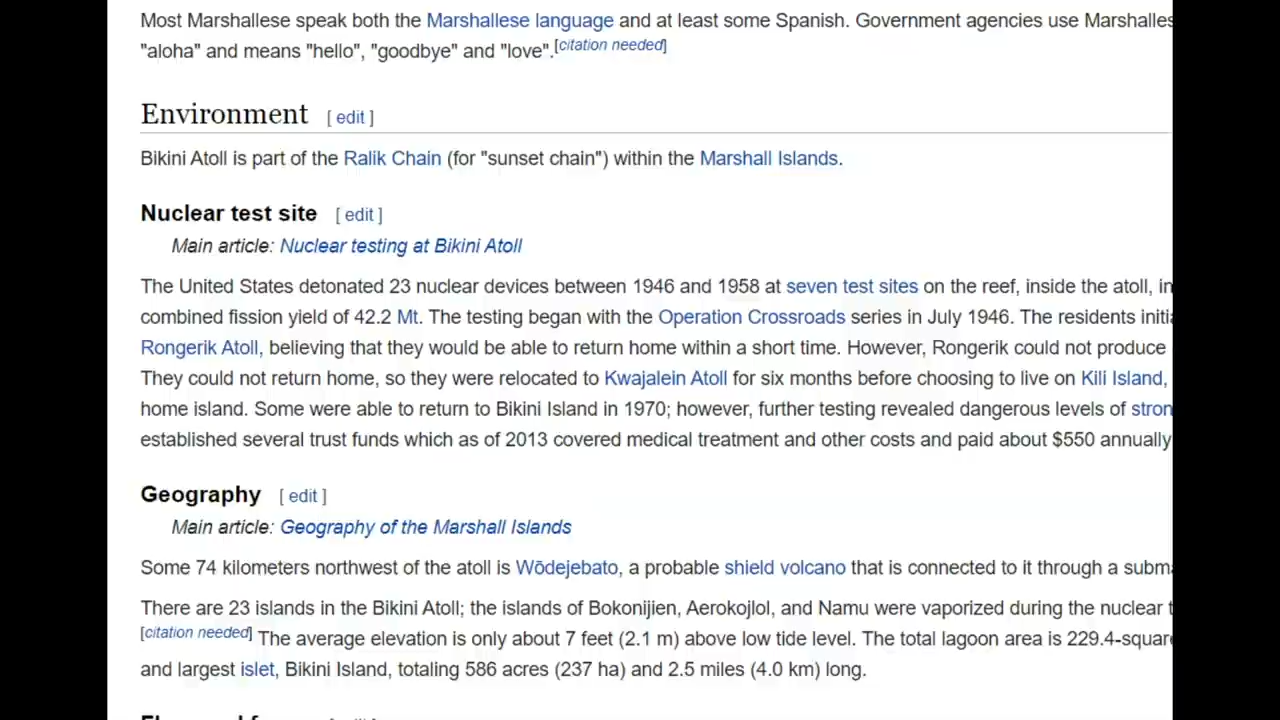 Most Marshallese speak both the Marshallese language and at least some Spanish. Government agencies use Marshalles
"aloha" and means "hello", "goodbye" and "love".[citation needed]
Environment [ edit ]
Bikini Atoll is part of the Ralik Chain (for "sunset chain") within the Marshall Islands.
Nuclear test site [ edit ]
Main article: Nuclear testing at Bikini Atoll
The United States detonated 23 nuclear devices between 1946 and 1958 at seven test sites on the reef, inside the atoll, in
combined fission yield of 42.2 Mt. The testing began with the Operation Crossroads series in July 1946. The residents initia
Rongerik Atoll, believing that they would be able to return home within a short time. However, Rongerik could not produce
They could not return home, so they were relocated to Kwajalein Atoll for six months before choosing to live on Kili Island,
home island. Some were able to return to Bikini Island in 1970; however, further testing revealed dangerous levels of stron
established several trust funds which as of 2013 covered medical treatment and other costs and paid about $550 annually
Geography [ edit ]
Main article: Geography of the Marshall Islands
Some 74 kilometers northwest of the atoll is Wōdejebato, a probable shield volcano that is connected to it through a subma
There are 23 islands in the Bikini Atoll; the islands of Bokonijien, Aerokojlol, and Namu were vaporized during the nuclear t
[citation needed] The average elevation is only about 7 feet (2.1 m) above low tide level. The total lagoon area is 229.4-square
and largest islet, Bikini Island, totaling 586 acres (237 ha) and 2.5 miles (4.0 km) long.